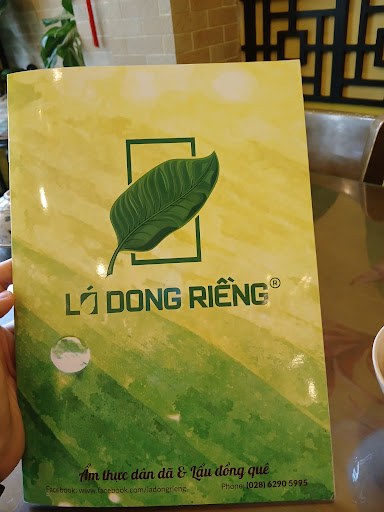 LÁ DONG RIỀNG®
Ẩm thực dân dã & Lẩu đồng quê
Facebook: www.facebook.com/ladongrieng
Phone: (028) 6290 5995